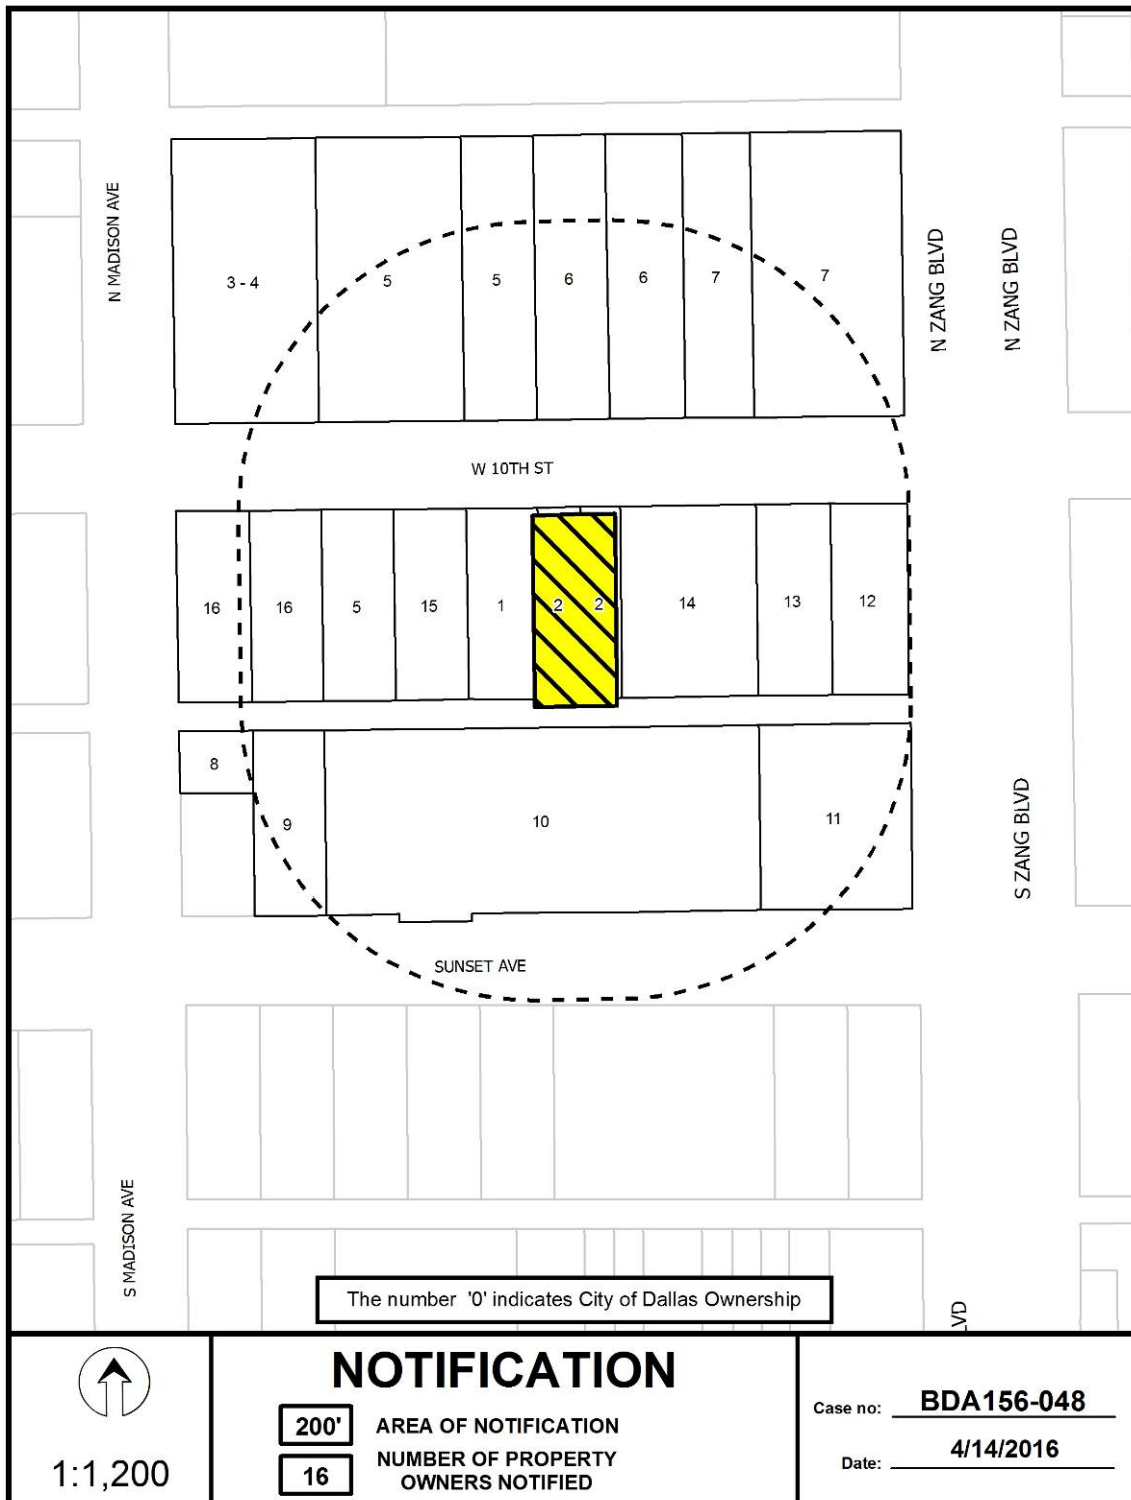 N MADISON AVE
N ZANG BLVD
N ZANG BLVD
3 - 4
5
5
6
6
7
7
W 10TH ST
16
16
5
15
1
2
2
14
13
12
8
9
10
11
S ZANG BLVD
SUNSET AVE
S MADISON AVE
The number '0' indicates City of Dallas Ownership
LVD
1:1,200
NOTIFICATION
200' AREA OF NOTIFICATION
16 NUMBER OF PROPERTY
OWNERS NOTIFIED
Case no: BDA156-048
Date: 4/14/2016